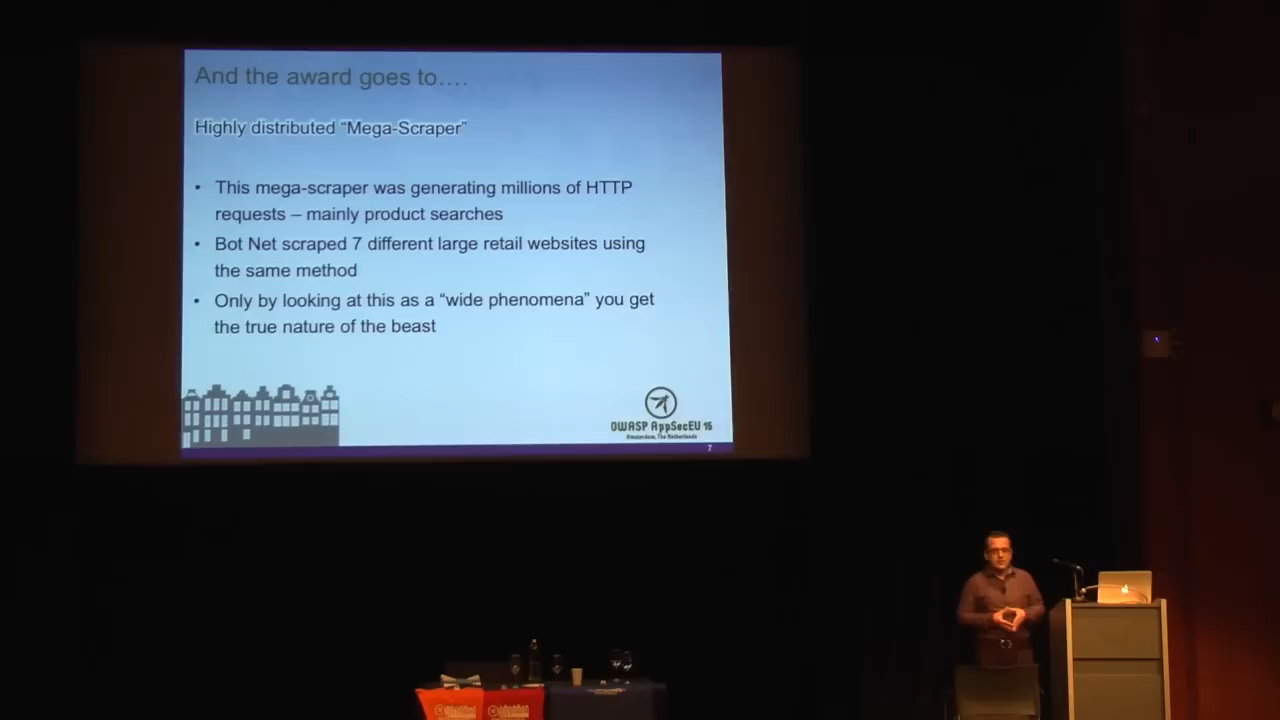 And the award goes to....
Highly distributed “Mega-Scraper”
• This mega-scraper was generating millions of HTTP
requests – mainly product searches
• Bot Net scraped 7 different large retail websites using
the same method
• Only by looking at this as a “wide phenomena” you get
the true nature of the beast
OWASP AppSecEU 15
Amsterdam, The Netherlands
7